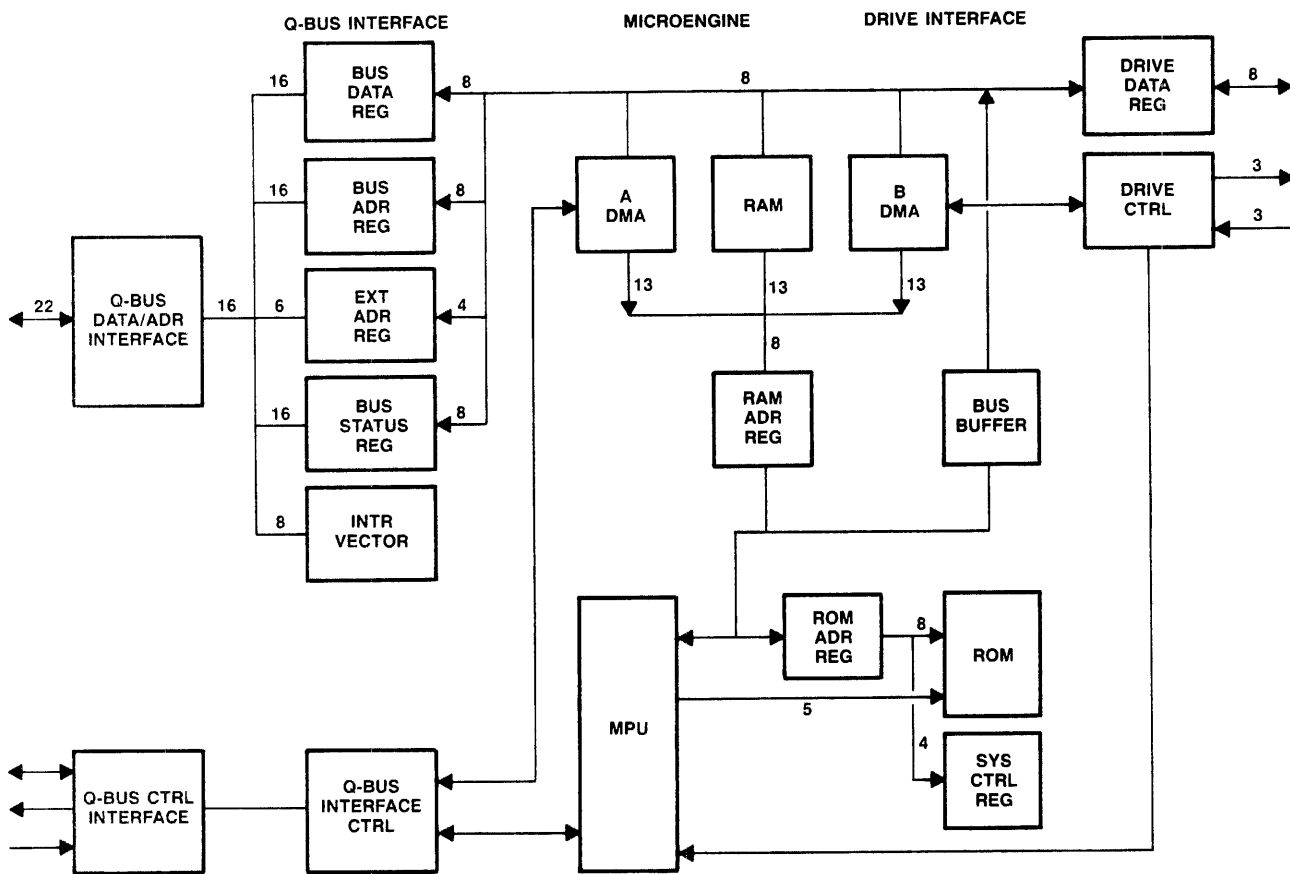 Q-BUS INTERFACE
MICROENGINE
DRIVE INTERFACE
16
BUS
DATA
REG
8
8
DRIVE
DATA
REG
8
16
BUS
ADR
REG
8
A
DMA
RAM
B
DMA
DRIVE
CTRL
3
3
22
Q-BUS
DATA/ADR
INTERFACE
16
6
EXT
ADR
REG
4
13
13
13
8
16
BUS
STATUS
REG
8
RAM
ADR
REG
BUS
BUFFER
8
INTR
VECTOR
MPU
ROM
ADR
REG
8
ROM
5
4
SYS
CTRL
REG
Q-BUS CTRL
INTERFACE
Q-BUS
INTERFACE
CTRL